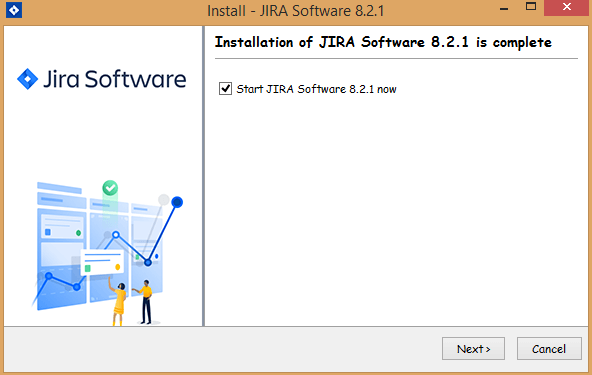 Install - JIRA Software 8.2.1
Installation of JIRA Software 8.2.1 is complete
Jira Software
Start JIRA Software 8.2.1 now
Next >
Cancel